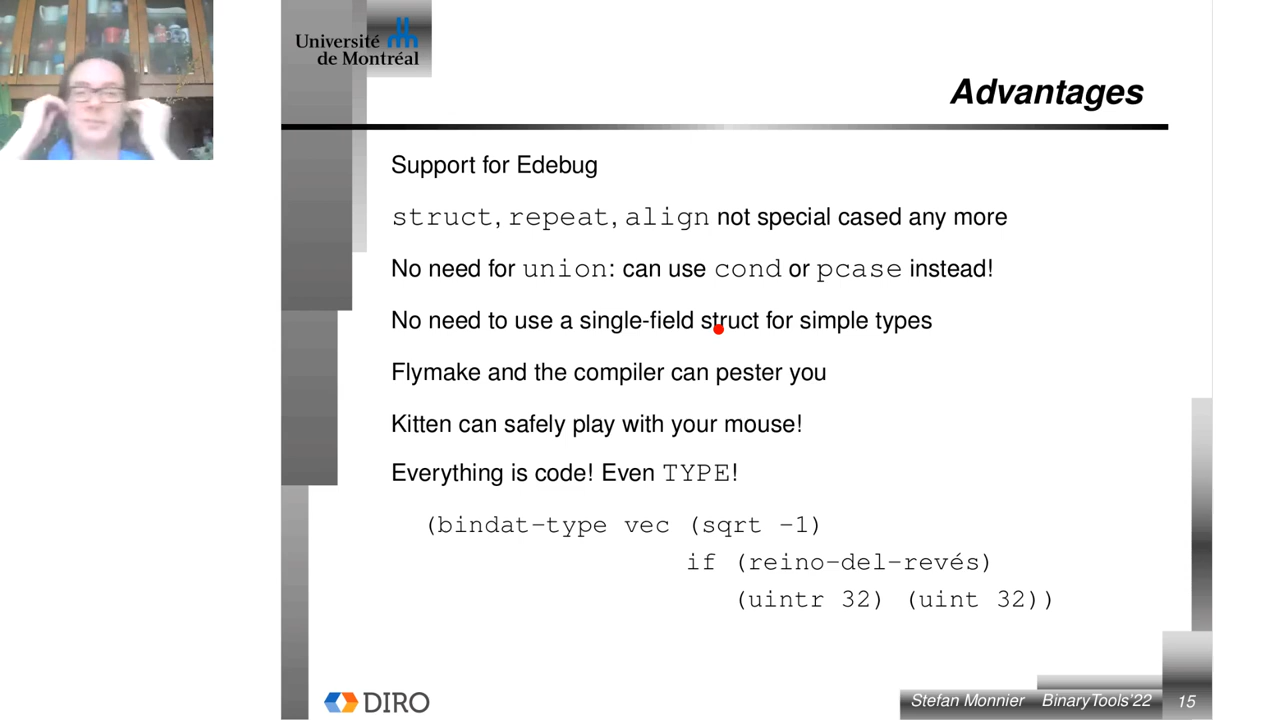 Université
de Montréal
Advantages
Support for Edebug
struct, repeat, align not special cased any more
No need for union: can use cond or pcase instead!
No need to use a single-field struct for simple types
Flymake and the compiler can pester you
Kitten can safely play with your mouse!
Everything is code! Even TYPE!
(bindat-type vec (sqrt -1)
if (reino-del-revés)
(uintr 32) (uint 32))
DIRO
Stefan Monnier BinaryTools'22 15